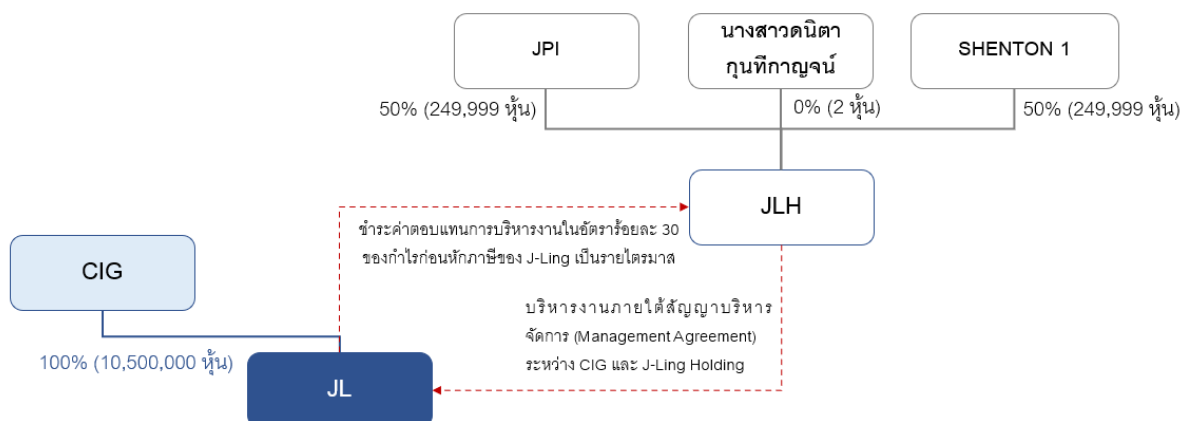 JPI
นางสาวดนิตา
กุนทีกาญจน์
SHENTON 1
50% (249,999 หุ้น)
0% (2 หุ้น)
50% (249,999 หุ้น)
JLH
ชำระค่าตอบแทนการบริหารงานในอัตราร้อยละ 30
ของกำไรก่อนหักภาษีของ J-Ling เป็นรายไตรมาส
CIG
บริหารงานภายใต้สัญญาบริหาร
จัดการ (Management Agreement)
ระหว่าง CIG และ J-Ling Holding
100% (10,500,000 หุ้น)
JL